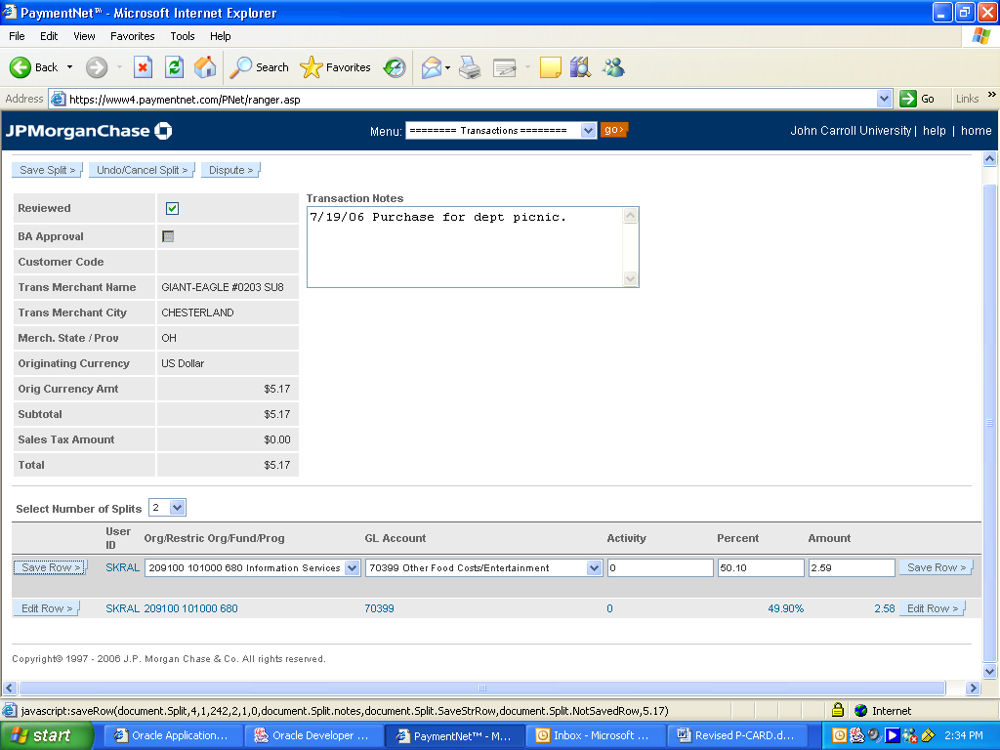 PaymentNet™ - Microsoft Internet Explorer
File Edit View Favorites Tools Help
Back Search Favorites
Address https://www4.paymentnet.com/PNet/ranger.asp Go Links »
JPMorganChase Menu: ======== Transactions ======== go> John Carroll University | help | home
Save Split > Undo/Cancel Split > Dispute >
Transaction Notes
Reviewed 7/19/06 Purchase for dept picnic.
BA Approval
Customer Code
Trans Merchant Name GIANT-EAGLE #0203 SU8
Trans Merchant City CHESTERLAND
Merch. State / Prov OH
Originating Currency US Dollar
Orig Currency Amt $5.17
Subtotal $5.17
Sales Tax Amount $0.00
Total $5.17
Select Number of Splits 2
User ID Org/Restric Org/Fund/Prog GL Account Activity Percent Amount
Save Row > SKRAL 209100 101000 680 Information Services 70399 Other Food Costs/Entertainment 0 50.10 2.59 Save Row >
Edit Row > SKRAL 209100 101000 680 70399 0 49.90% 2.58 Edit Row >
Copyright© 1997 - 2006 J.P. Morgan Chase & Co. All rights reserved.
javascript:saveRow(document.Split,4,1,242,2,1,0,document.Split.notes,document.Split.SaveStrRow,document.Split.NotSavedRow,5.17) Internet
start Oracle Application... Oracle Developer ... PaymentNet™ - M... Inbox - Microsoft ... Revised P-CARD.d... 2:34 PM